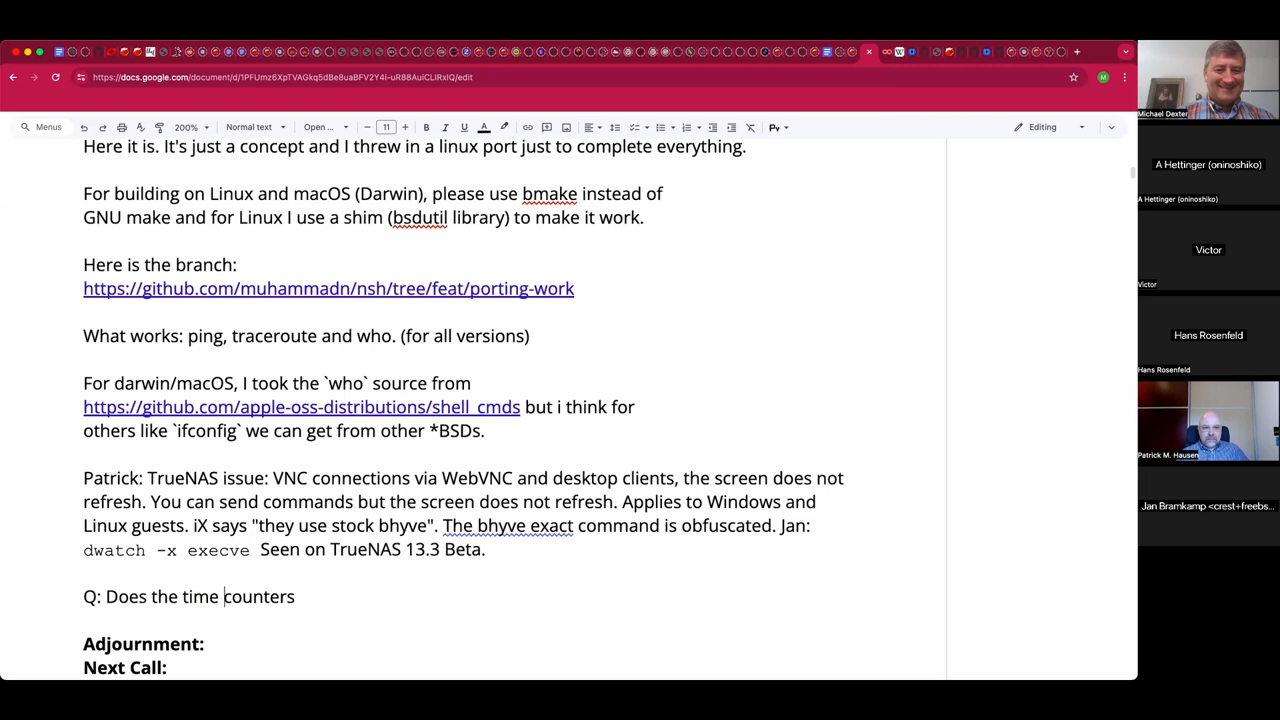 https://docs.google.com/document/d/1PFUmz6XpTVAGkq5dBe8uaBFV2Y4i-uR88AuiCLIRxIQ/edit
M
Menus
200%
Normal text
Open ...
11
Editing
Here it is. It's just a concept and I threw in a linux port just to complete everything.
For building on Linux and macOS (Darwin), please use bmake instead of
GNU make and for Linux I use a shim (bsdutil library) to make it work.
Here is the branch:
https://github.com/muhammadn/nsh/tree/feat/porting-work
What works: ping, traceroute and who. (for all versions)
For darwin/macOS, I took the `who` source from
https://github.com/apple-oss-distributions/shell_cmds but i think for
others like `ifconfig` we can get from other *BSDs.
Patrick: TrueNAS issue: VNC connections via WebVNC and desktop clients, the screen does not
refresh. You can send commands but the screen does not refresh. Applies to Windows and
Linux guests. iX says "they use stock bhyve". The bhyve exact command is obfuscated. Jan:
dwatch -x execve Seen on TrueNAS 13.3 Beta.
Q: Does the time counters
Adjournment:
Next Call:
Michael Dexter
A Hettinger (oninoshiko)
A Hettinger (oninoshiko)
Victor
Victor
Hans Rosenfeld
Hans Rosenfeld
Patrick M. Hausen
Jan Bramkamp <crest+freebs...